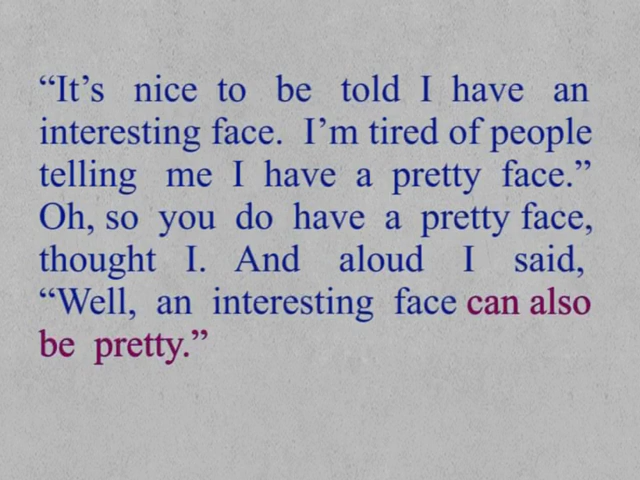 “It’s nice to be told I have an
interesting face. I’m tired of people
telling me I have a pretty face.”
Oh, so you do have a pretty face,
thought I. And aloud I said,
“Well, an interesting face can also
be pretty.”